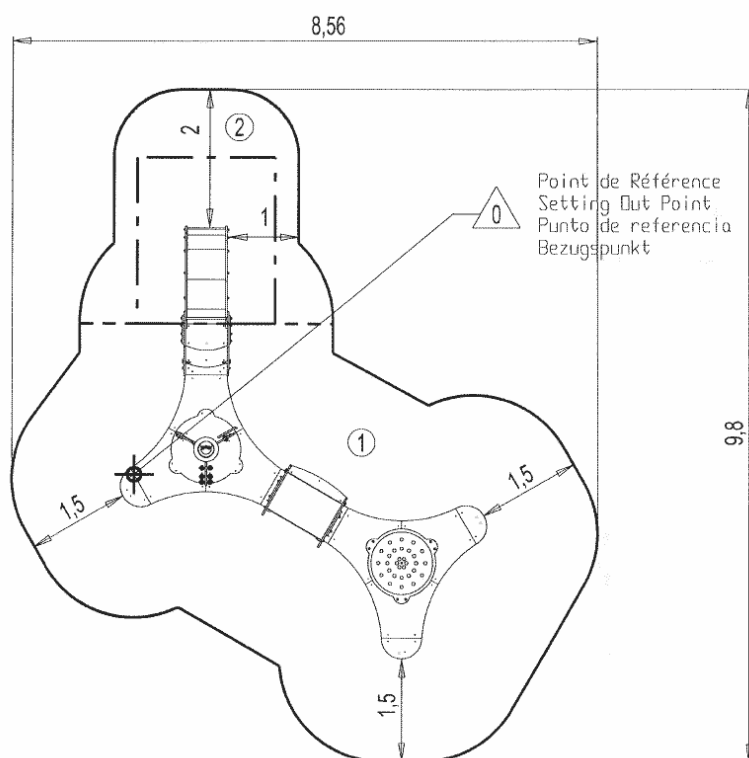 8,56
2
2
1
0
Point de Référence
Setting Out Point
Punto de referencia
Bezugspunkt
9,8
1
1,5
1,5
1,5